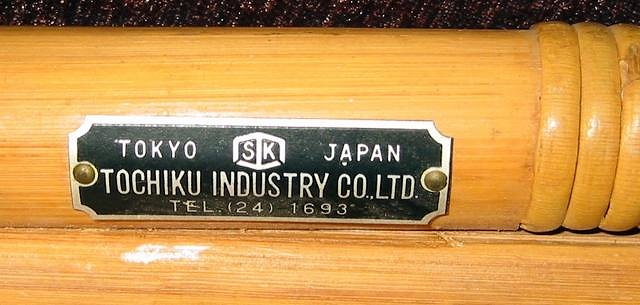 TOKYO SK JAPAN
TOCHIKU INDUSTRY CO.,LTD.
TEL.(24) 1693